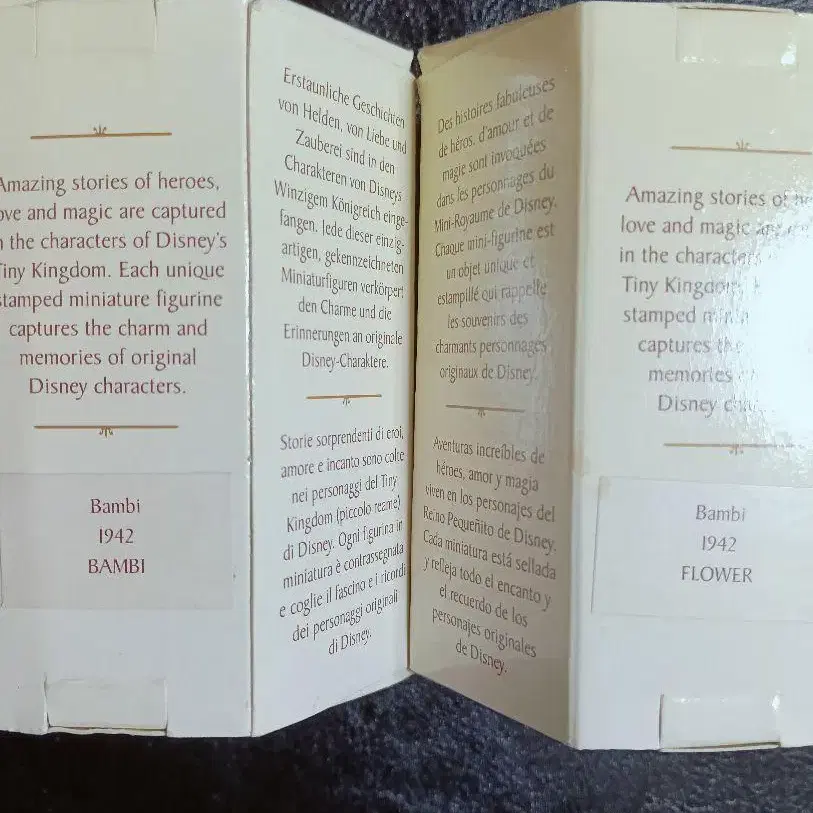 Amazing stories of heroes,
love and magic are captured
in the characters of Disney's
Tiny Kingdom. Each unique
stamped miniature figurine
captures the charm and
memories of original
Disney characters.
Bambi
1942
BAMBI
Erstaunliche Geschichten
von Helden, von Liebe und
Zauberei sind in den
Charakteren von Disneys
Winzigem Königreich einge-
fangen. Jede dieser einzig-
artigen, gekennzeichneten
Miniaturfiguren verkörpert
den Charme und die
Erinnerungen an originale
Disney-Charaktere.
Storie sorprendenti di eroi,
amore e incanto sono colte
nei personaggi del Tiny
Kingdom (piccolo reame)
di Disney. Ogni figurina in
miniatura è contrassegnata
e coglie il fascino e i ricordi
dei personaggi originali
di Disney.
Des histoires fabuleuses
de héros, d'amour et de
magie sont invoquées
dans les personnages du
Mini-Royaume de Disney.
Chaque mini-figurine est
un objet unique et
estampillé qui rappelle
les souvenirs des
charmants personnages
originaux de Disney.
Aventuras increíbles de
héroes, amor y magia
viven en los personajes del
Reino Pequeñito de Disney.
Cada miniatura está sellada
y refleja todo el encanto y
el recuerdo de los
personajes originales
de Disney.
Amazing stories of
love and magic
in the characters
Tiny Kingdom.
stamped
captures the
memories
Disney
Bambi
1942
FLOWER